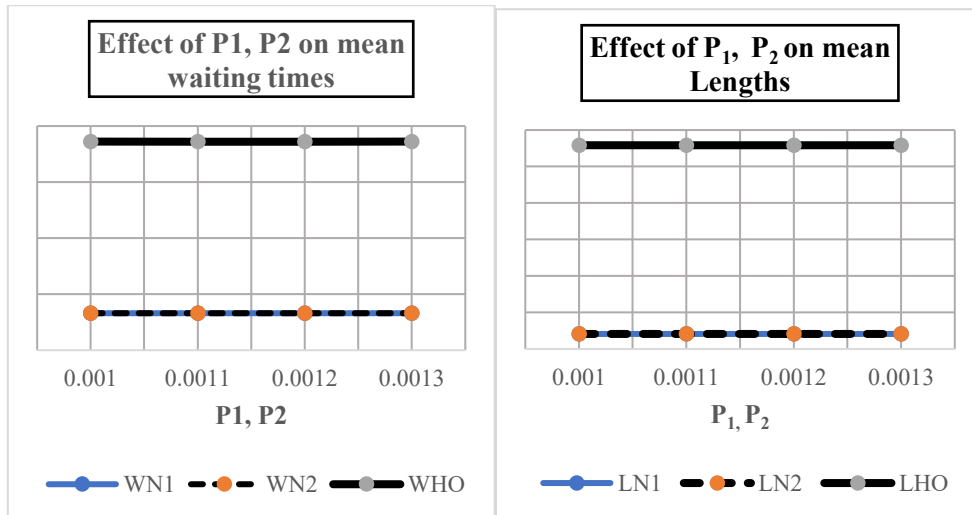 Effect of P1, P2 on mean
waiting times
0.001 0.0011 0.0012 0.0013
P1, P2
WN1 WN2 WHO
Effect of P₁, P₂ on mean
Lengths
0.001 0.0011 0.0012 0.0013
P₁, P₂
LN1 LN2 LHO